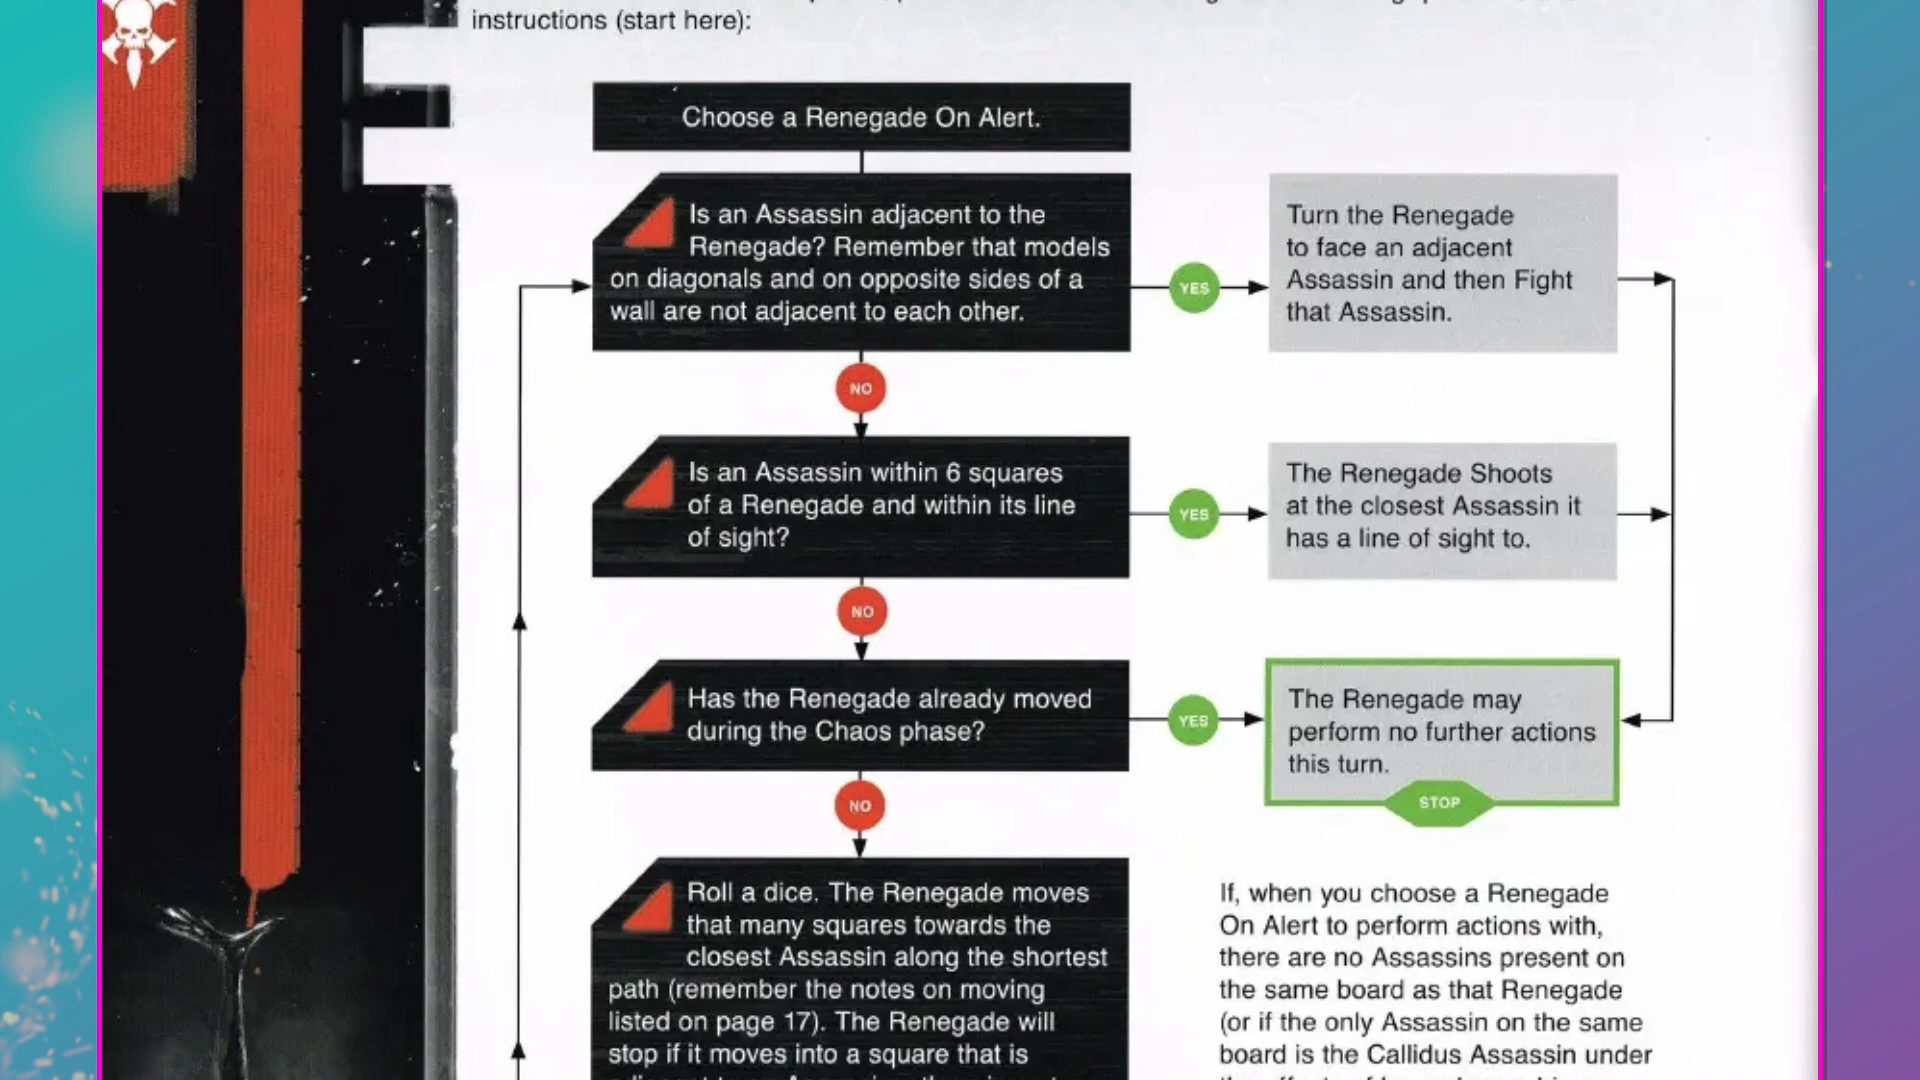 instructions (start here):
Choose a Renegade On Alert.
Is an Assassin adjacent to the
Renegade? Remember that models
on diagonals and on opposite sides of a
wall are not adjacent to each other.
YES
Turn the Renegade
to face an adjacent
Assassin and then Fight
that Assassin.
NO
Is an Assassin within 6 squares
of a Renegade and within its line
of sight?
YES
The Renegade Shoots
at the closest Assassin it
has a line of sight to.
NO
Has the Renegade already moved
during the Chaos phase?
YES
The Renegade may
perform no further actions
this turn.
STOP
NO
Roll a dice. The Renegade moves
that many squares towards the
closest Assassin along the shortest
path (remember the notes on moving
listed on page 17). The Renegade will
stop if it moves into a square that is
If, when you choose a Renegade
On Alert to perform actions with,
there are no Assassins present on
the same board as that Renegade
(or if the only Assassin on the same
board is the Callidus Assassin under